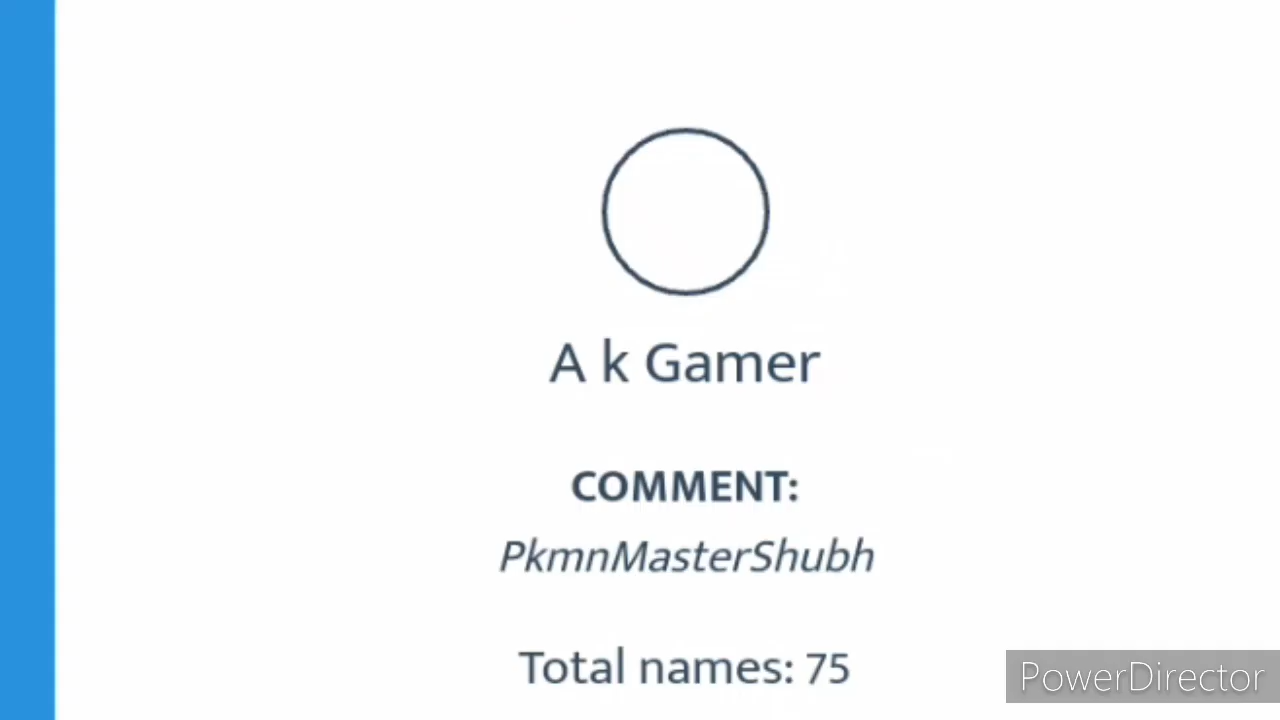 A k Gamer
COMMENT:
PkmnMasterShubh
Total names: 75
PowerDirector